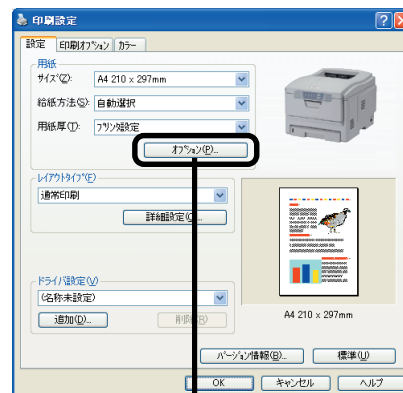 印刷設定
設定 印刷オプション カラー
用紙
サイズ(Z): A4 210 x 297mm
給紙方法(S): 自動選択
用紙厚(T): プリンタ設定
オプション(P)...
レイアウトタイプ(E)
通常印刷
詳細設定
ドライバ設定(V)
(名称未設定)
追加(D)... 削除(R)
A4 210 x 297mm
バージョン情報(B)... 標準(U)
OK キャンセル ヘルプ